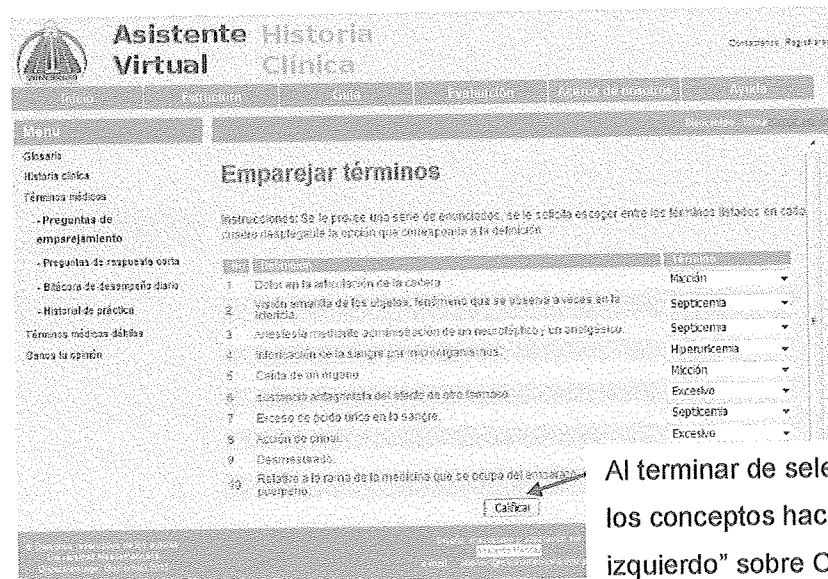 Asistente Historia
Virtual Clínica
Inicio Estructura Guía Evaluación Acerca de nosotros Ayuda
Menú
Glosario
Historia clínica
Términos médicos
- Preguntas de
emparejamiento
- Preguntas de respuesta corta
- Bitácora de desempeño diario
- Historial de práctica
Términos médicos débiles
Danos tu opinión
Emparejar términos
Instrucciones: Se le provee una serie de enunciados, se le solicita escoger entre los términos listados en cada
cuadro desplegable la opción que corresponda a la definición
1 Dolor en la articulación de la cadera Micción
2 Visión amarilla de los objetos, fenómeno que se observa a veces en la
ictericia. Septicemia
3 Anestesia mediante administración de un neuroléptico y un analgésico. Septicemia
4 Intoxicación de la sangre por microorganismos. Hiperuricemia
5 Caída de un órgano Micción
6 sustancia antagonista del efecto de otro fármaco Excesivo
7 Exceso de ácido úrico en la sangre. Septicemia
8 Acción de orinar. Excesivo
9 Desmesurado.
10 Relativo a la rama de la medicina que se ocupa del embarazo
puerperio.
Calificar
Al terminar de sele
los conceptos hac
izquierdo” sobre C